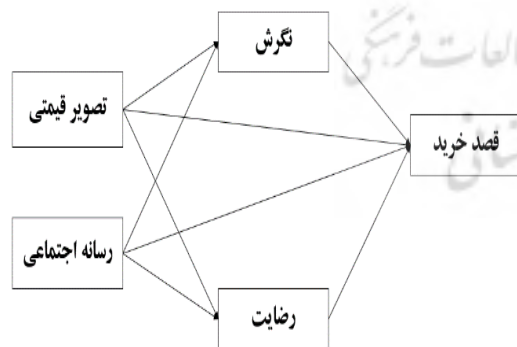 نگرش
تصویر قیمتی
قصد خرید
رسانه اجتماعی
رضایت